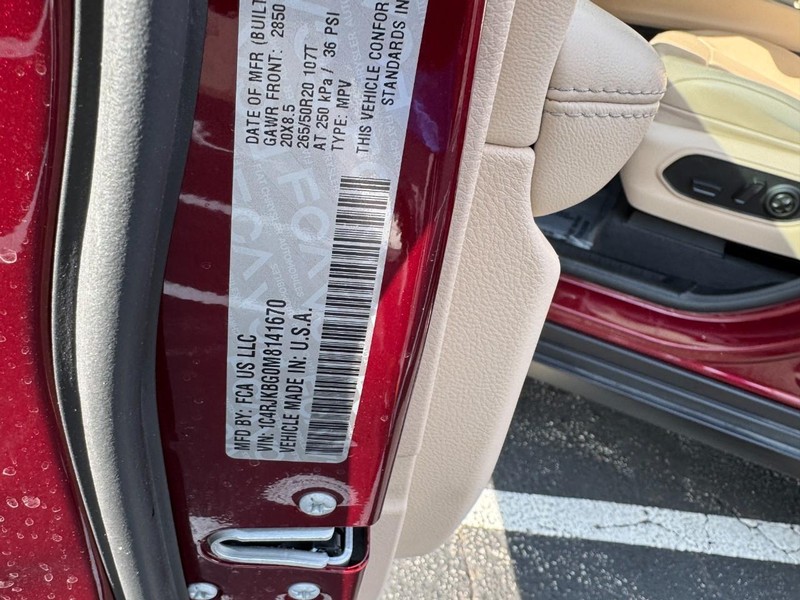 MFD BY: FCA US LLC
VIN: 1C4RJKBG0M8141670
VEHICLE MADE IN: U.S.A.
DATE OF MFR (BUILT
GAWR FRONT: 2850
20X8.5
265/50R20 107T
AT 250 kPa / 36 PSI
TYPE: MPV
THIS VEHICLE CONFOR
STANDARDS IN